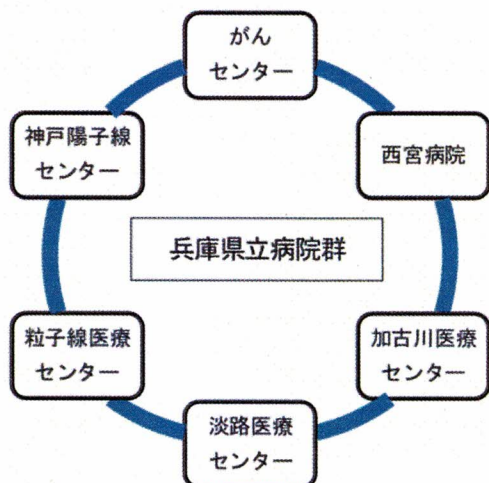 がん
センター
神戸陽子線
センター
西宮病院
兵庫県立病院群
粒子線医療
センター
加古川医療
センター
淡路医療
センター